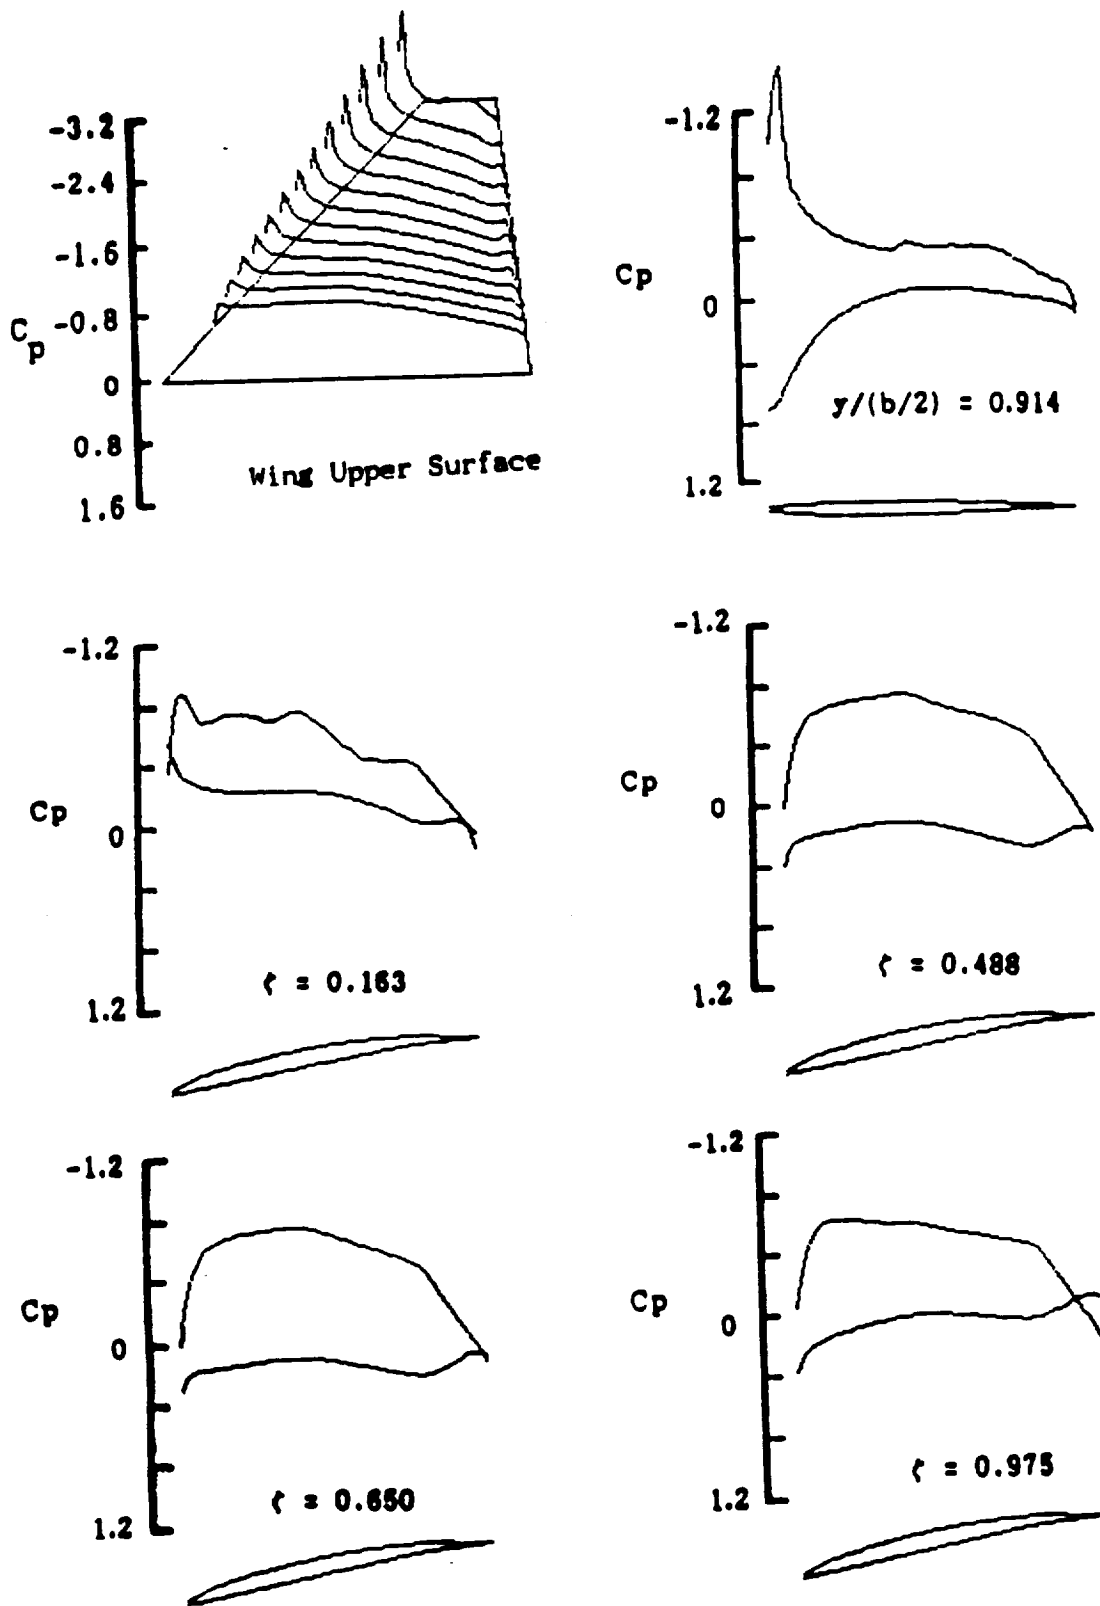 -3.2
-2.4
-1.6
-0.8
Cp
0
0.8
1.6
Wing Upper Surface
-1.2
Cp
0
1.2
y/(b/2) = 0.914
-1.2
Cp
0
1.2
ζ = 0.163
-1.2
Cp
0
1.2
ζ = 0.488
-1.2
Cp
0
1.2
ζ = 0.650
-1.2
Cp
0
1.2
ζ = 0.975